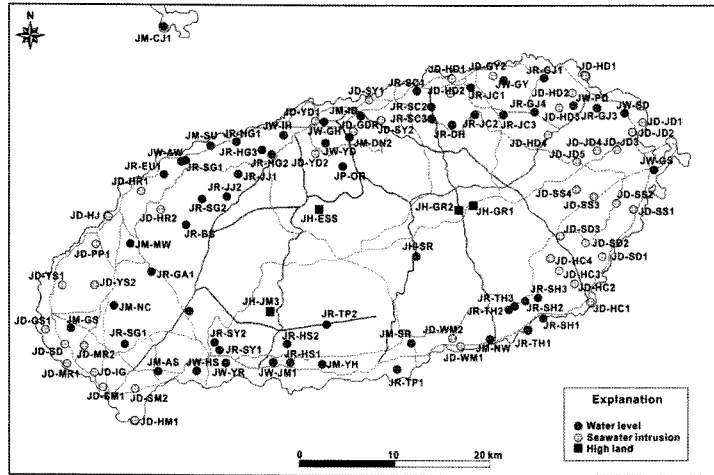 N
JM-CJ1
JD-HD1
JD-GY2
JR-GJ1
JD-HD1
JR-SC1
JW-GY
JD-SY1
JD-HD2
JR-JC1
JD-HD2
JW-PD
JW-SD
JD-YD1
JM-ID
JR-SC2
JR-GJ4
JR-GJ3
JW-IH
JD-GDR
JR-SC3
JD-HD3
JD-JD1
JR-HG1
JW-GH
JD-SY2
JR-DH
JR-JC2
JR-JC3
JD-JD2
JM-SU
JM-DN2
JD-HD4
JD-JD4
JD-JD3
JW-AW
JR-HG3
JW-YD
JD-JD5
JR-EU1
JR-SG1
JR-HG2
JD-YD2
JW-GS
JD-HR1
JR-JJ1
JP-OR
JR-JJ2
JD-SS4
JD-SS2
JR-SG2
JD-SS3
JD-HJ
JD-HR2
JH-ESS
JH-GR2
JH-GR1
JD-SS1
JR-BS
JD-SD3
JD-PP1
JM-MW
JH-SR
JD-SD2
JD-HC4
JD-SD1
JD-YS1
JD-YS2
JR-GA1
JD-HC3
JD-HC2
JR-TH3
JR-SH3
JM-NC
JH-JM3
JD-HC1
JR-TH2
JR-SH2
JD-GS1
JM-GS
JR-TP2
JR-SH1
JR-SG1
JR-SY2
JR-HS2
JM-SR
JD-WM2
JR-TH1
JD-SD
JD-MR2
JR-SY1
JD-WM1
JM-NW
JD-MR1
JD-IG
JM-AS
JW-HS
JW-YR
JR-HS1
JW-JM1
JM-YH
JR-TP1
JD-SM1
JD-SM2
JD-HM1
Explanation
Water level
Seawater intrusion
High land
0 10 20 km